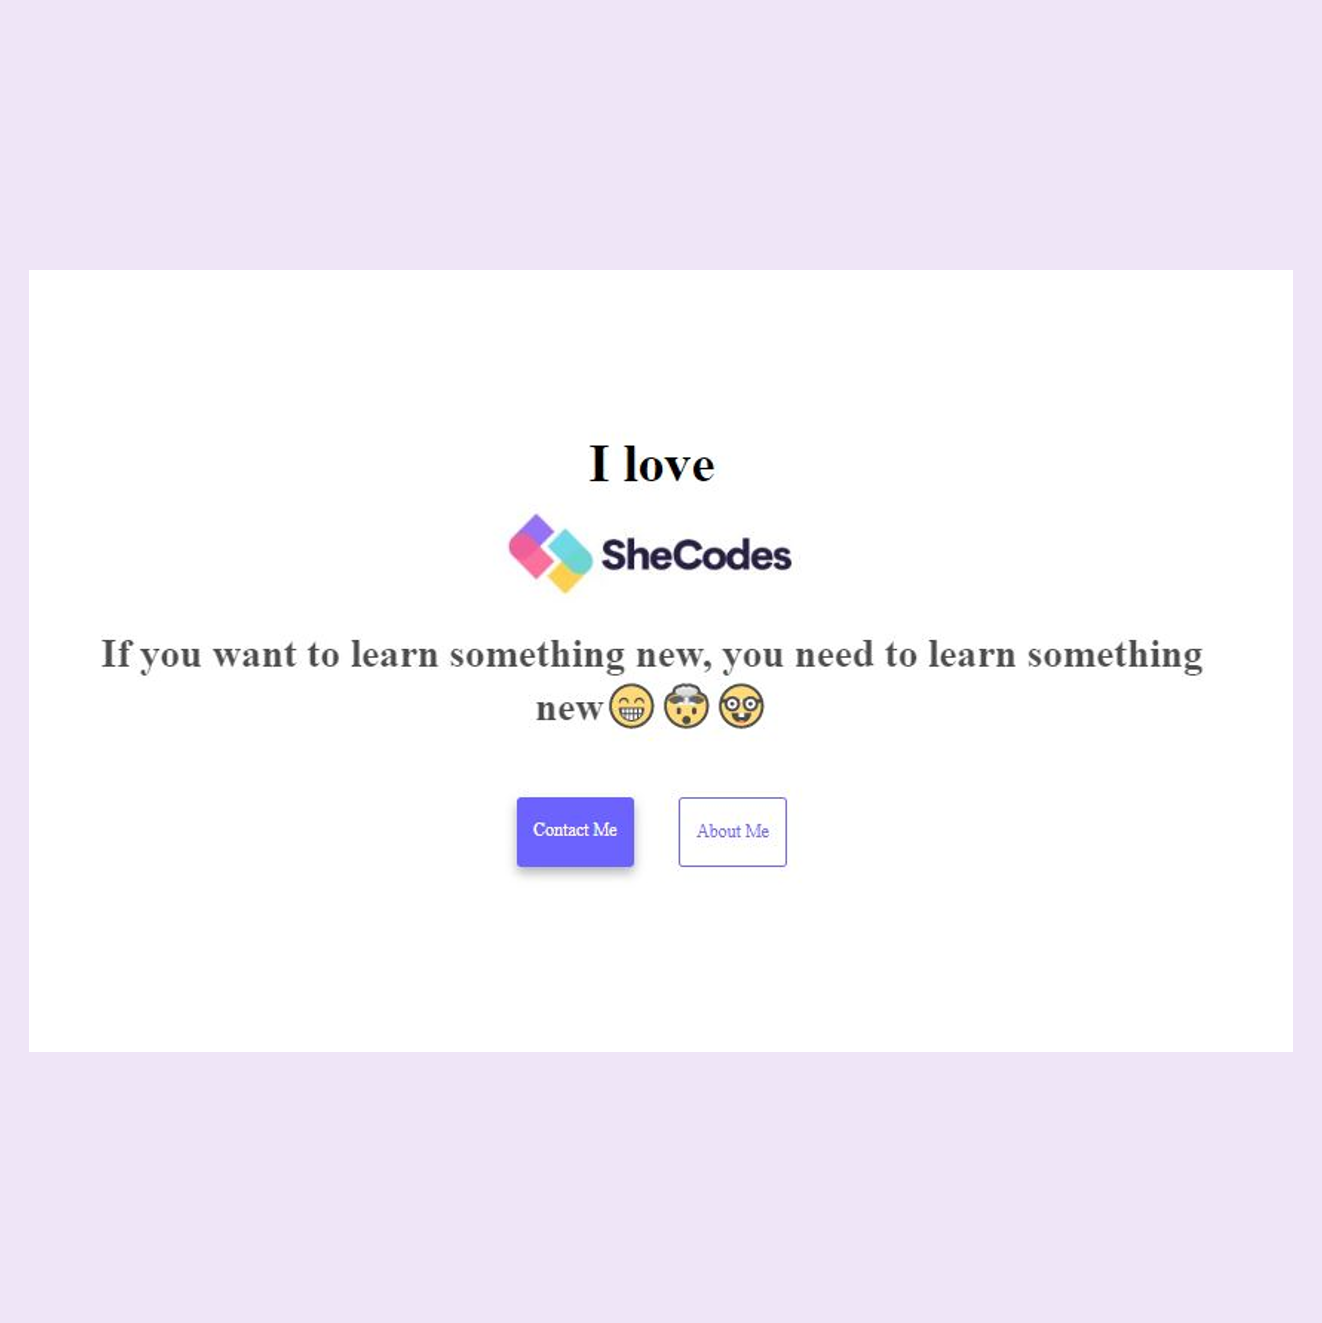 I love
SheCodes
If you want to learn something new, you need to learn something
new😁🤯🤓
Contact Me
About Me